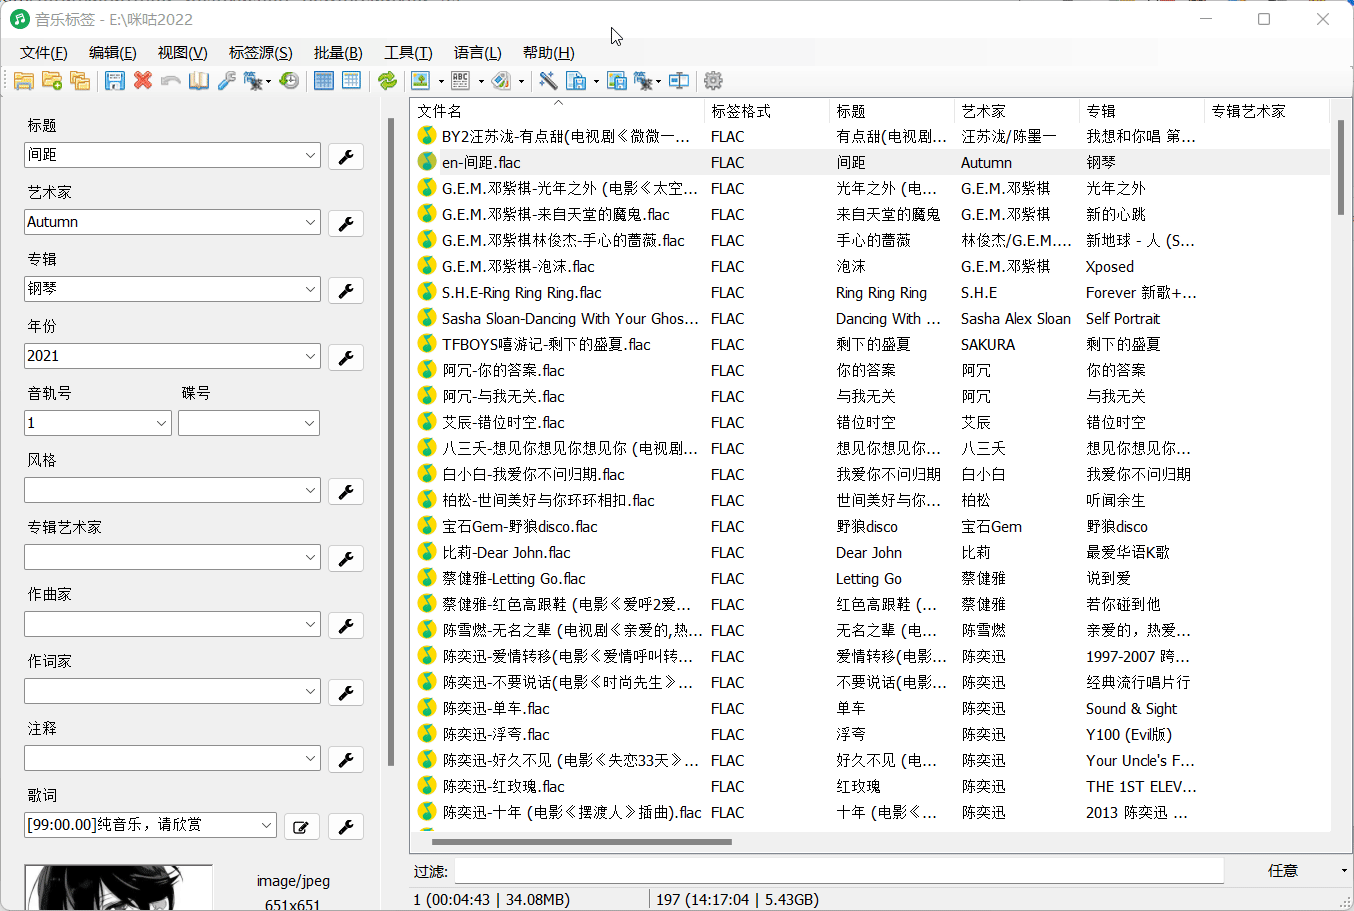 音乐标签 - E:\咪咕2022
文件(F) 编辑(E) 视图(V) 标签源(S) 批量(B) 工具(T) 语言(L) 帮助(H)
标题
间距
艺术家
Autumn
专辑
钢琴
年份
2021
音轨号 碟号
1
风格
专辑艺术家
作曲家
作词家
注释
歌词
[99:00.00]纯音乐，请欣赏
image/jpeg
651x651
文件名 标签格式 标题 艺术家 专辑 专辑艺术家
BY2汪苏泷-有点甜(电视剧《微微一... FLAC 有点甜(电视剧... 汪苏泷/陈墨一 我想和你唱 第...
en-间距.flac FLAC 间距 Autumn 钢琴
G.E.M.邓紫棋-光年之外 (电影《太空... FLAC 光年之外 (电... G.E.M.邓紫棋 光年之外
G.E.M.邓紫棋-来自天堂的魔鬼.flac FLAC 来自天堂的魔鬼 G.E.M.邓紫棋 新的心跳
G.E.M.邓紫棋林俊杰-手心的蔷薇.flac FLAC 手心的蔷薇 林俊杰/G.E.M.... 新地球 - 人 (S...
G.E.M.邓紫棋-泡沫.flac FLAC 泡沫 G.E.M.邓紫棋 Xposed
S.H.E-Ring Ring Ring.flac FLAC Ring Ring Ring S.H.E Forever 新歌+...
Sasha Sloan-Dancing With Your Ghos... FLAC Dancing With ... Sasha Alex Sloan Self Portrait
TFBOYS嘻游记-剩下的盛夏.flac FLAC 剩下的盛夏 SAKURA 剩下的盛夏
阿冗-你的答案.flac FLAC 你的答案 阿冗 你的答案
阿冗-与我无关.flac FLAC 与我无关 阿冗 与我无关
艾辰-错位时空.flac FLAC 错位时空 艾辰 错位时空
八三夭-想见你想见你想见你 (电视剧... FLAC 想见你想见你... 八三夭 想见你想见你...
白小白-我爱你不问归期.flac FLAC 我爱你不问归期 白小白 我爱你不问归期
柏松-世间美好与你环环相扣.flac FLAC 世间美好与你... 柏松 听闻余生
宝石Gem-野狼disco.flac FLAC 野狼disco 宝石Gem 野狼disco
比莉-Dear John.flac FLAC Dear John 比莉 最爱华语K歌
蔡健雅-Letting Go.flac FLAC Letting Go 蔡健雅 说到爱
蔡健雅-红色高跟鞋 (电影《爱呼2爱... FLAC 红色高跟鞋 (... 蔡健雅 若你碰到他
陈雪燃-无名之辈 (电视剧《亲爱的,热... FLAC 无名之辈 (电... 陈雪燃 亲爱的，热爱...
陈奕迅-爱情转移(电影《爱情呼叫转... FLAC 爱情转移(电影... 陈奕迅 1997-2007 跨...
陈奕迅-不要说话(电影《时尚先生》... FLAC 不要说话(电影... 陈奕迅 经典流行唱片行
陈奕迅-单车.flac FLAC 单车 陈奕迅 Sound & Sight
陈奕迅-浮夸.flac FLAC 浮夸 陈奕迅 Y100 (Evil版)
陈奕迅-好久不见 (电影《失恋33天》... FLAC 好久不见 (电... 陈奕迅 Your Uncle's F...
陈奕迅-红玫瑰.flac FLAC 红玫瑰 陈奕迅 THE 1ST ELEV...
陈奕迅-十年 (电影《摆渡人》插曲).flac FLAC 十年 (电影《... 陈奕迅 2013 陈奕迅 ...
过滤: 任意
1 (00:04:43 | 34.08MB) 197 (14:17:04 | 5.43GB)